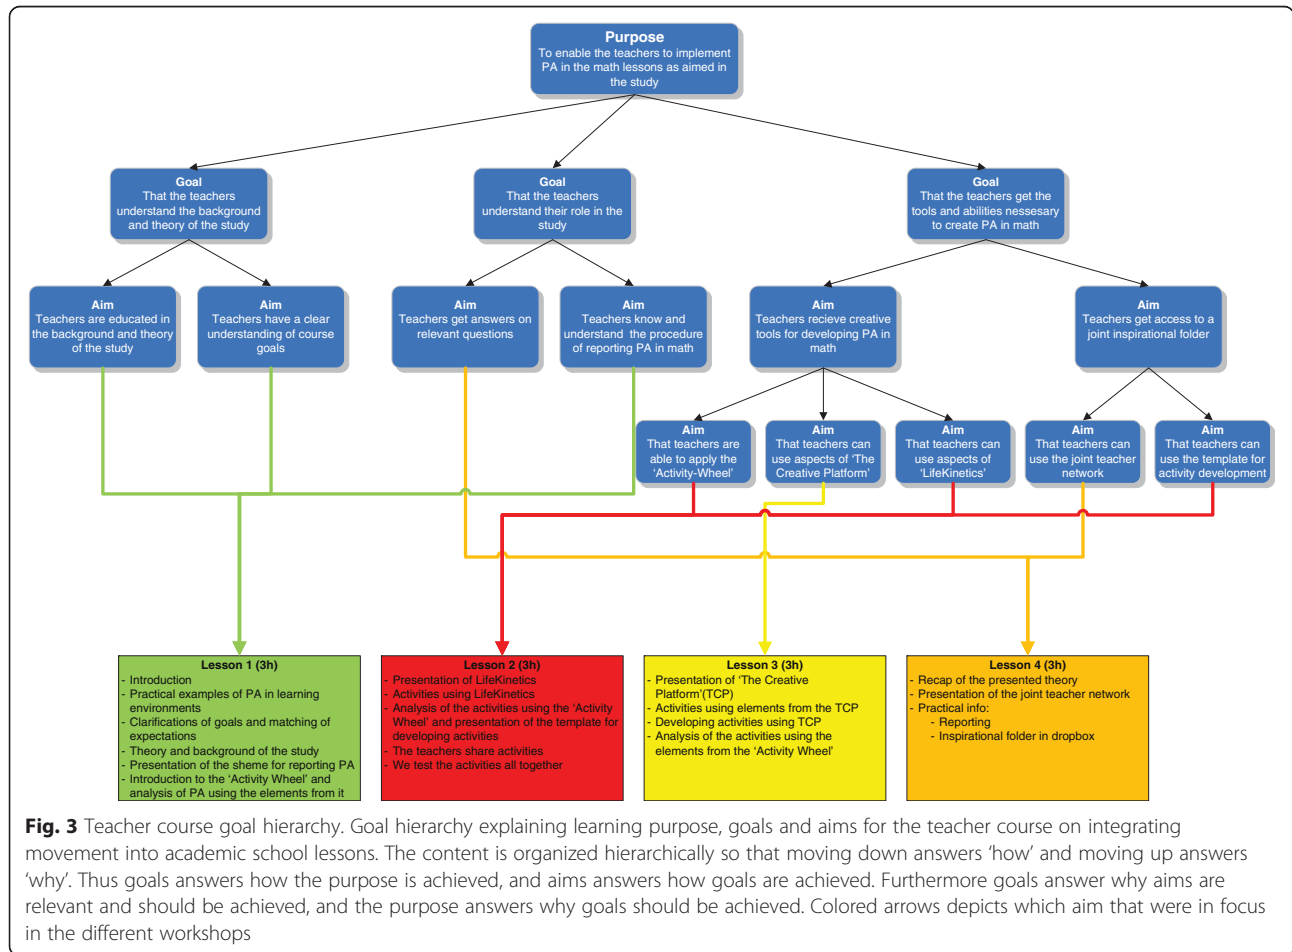 Purpose
To enable the teachers to implement
PA in the math lessons as aimed in
the study
Goal
That the teachers
understand the background
and theory of the study
Goal
That the teachers
understand their role in the
study
Goal
That the teachers get the
tools and abilities nessesary
to create PA in math
Aim
Teachers are educated in
the background and theory
of the study
Aim
Teachers have a clear
understanding of course
goals
Aim
Teachers get answers on
relevant questions
Aim
Teachers know and
understand the procedure
of reporting PA in math
Aim
Teachers recieve creative
tools for developing PA in
math
Aim
Teachers get access to a
joint inspirational folder
Aim
That teachers are
able to apply the
'Activity-Wheel'
Aim
That teachers can
use aspects of 'The
Creative Platform'
Aim
That teachers can
use aspects of
'LifeKinetics'
Aim
That teachers can
use the joint teacher
network
Aim
That teachers can
use the template for
activity development
Lesson 1 (3h)
- Introduction
- Practical examples of PA in learning
environments
- Clarifications of goals and matching of
expectations
- Theory and background of the study
- Presentation of the sheme for reporting PA
- Introduction to the 'Activity Wheel' and
analysis of PA using the elements from it
Lesson 2 (3h)
- Presentation of LifeKinetics
- Activities using LifeKinetics
- Analysis of the activities using the 'Activity
Wheel' and presentation of the template for
developing activities
- The teachers share activities
- We test the activities all together
Lesson 3 (3h)
- Presentation of 'The Creative
Platform'(TCP)
- Activities using elements from the TCP
- Developing activities using TCP
- Analysis of the activities using the
elements from the 'Activity Wheel'
Lesson 4 (3h)
- Recap of the presented theory
- Presentation of the joint teacher network
- Practical info:
- Reporting
- Inspirational folder in dropbox
Fig. 3 Teacher course goal hierarchy. Goal hierarchy explaining learning purpose, goals and aims for the teacher course on integrating
movement into academic school lessons. The content is organized hierarchically so that moving down answers 'how' and moving up answers
'why'. Thus goals answers how the purpose is achieved, and aims answers how goals are achieved. Furthermore goals answer why aims are
relevant and should be achieved, and the purpose answers why goals should be achieved. Colored arrows depicts which aim that were in focus
in the different workshops